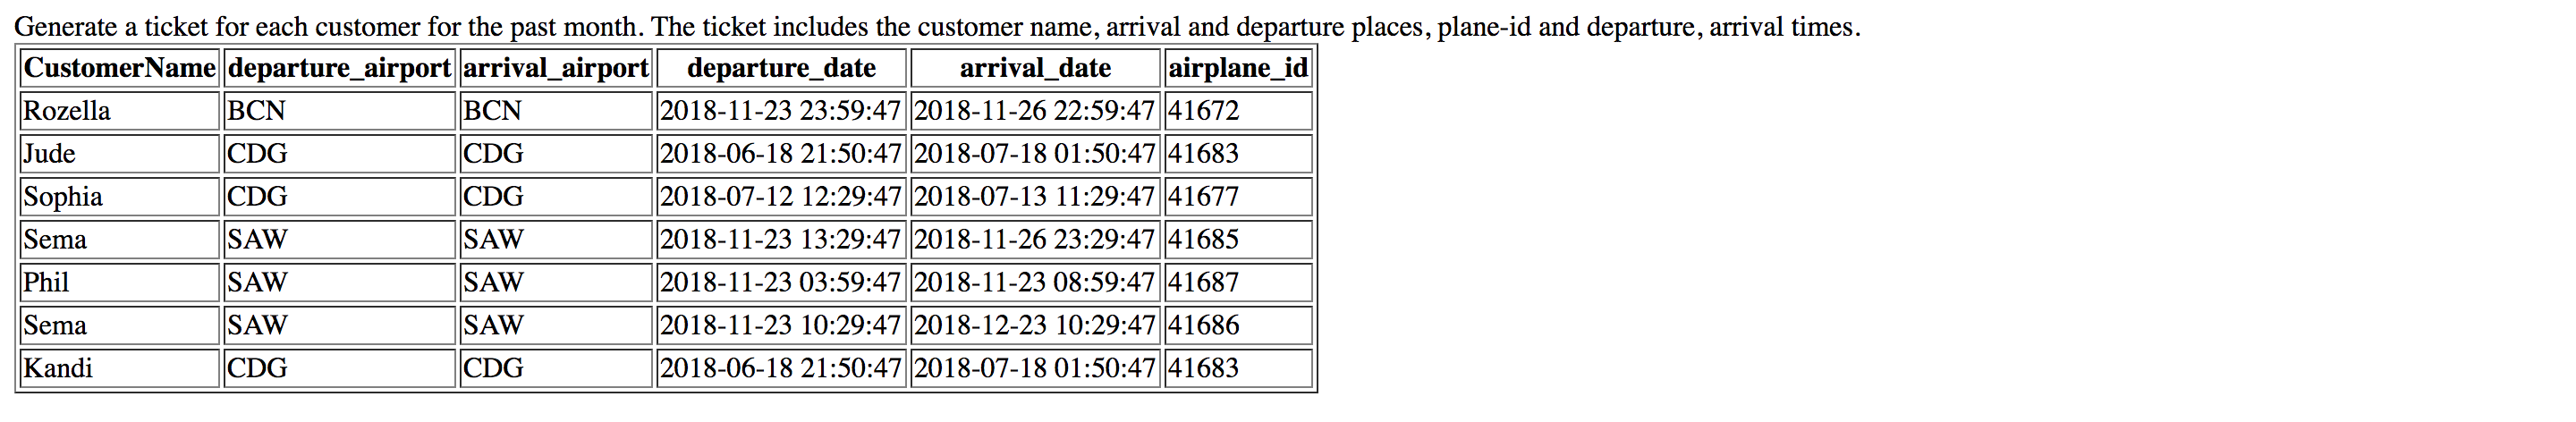 Generate a ticket for each customer for the past month. The ticket includes the customer name, arrival and departure places, plane-id and departure, arrival times.
CustomerName departure_airport arrival_airport departure_date arrival_date airplane_id
Rozella BCN BCN 2018-11-23 23:59:47 2018-11-26 22:59:47 41672
Jude CDG CDG 2018-06-18 21:50:47 2018-07-18 01:50:47 41683
Sophia CDG CDG 2018-07-12 12:29:47 2018-07-13 11:29:47 41677
Sema SAW SAW 2018-11-23 13:29:47 2018-11-26 23:29:47 41685
Phil SAW SAW 2018-11-23 03:59:47 2018-11-23 08:59:47 41687
Sema SAW SAW 2018-11-23 10:29:47 2018-12-23 10:29:47 41686
Kandi CDG CDG 2018-06-18 21:50:47 2018-07-18 01:50:47 41683